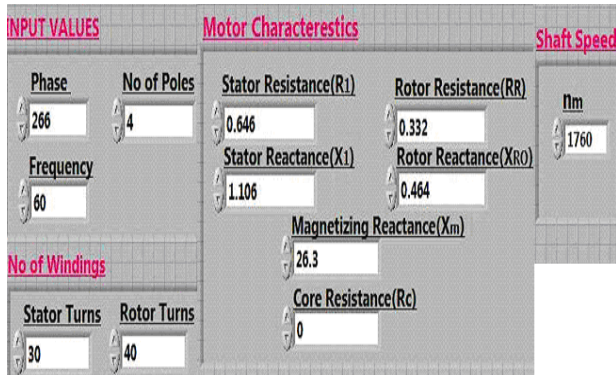 INPUT VALUES
Phase
266
No of Poles
4
Frequency
60
No of Windings
Stator Turns
30
Rotor Turns
40
Motor Characterestics
Stator Resistance(R1)
0.646
Rotor Resistance(RR)
0.332
Stator Reactance(X1)
1.106
Rotor Reactance(XRO)
0.464
Magnetizing Reactance(Xm)
26.3
Core Resistance(Rc)
0
Shaft Speed
nm
1760